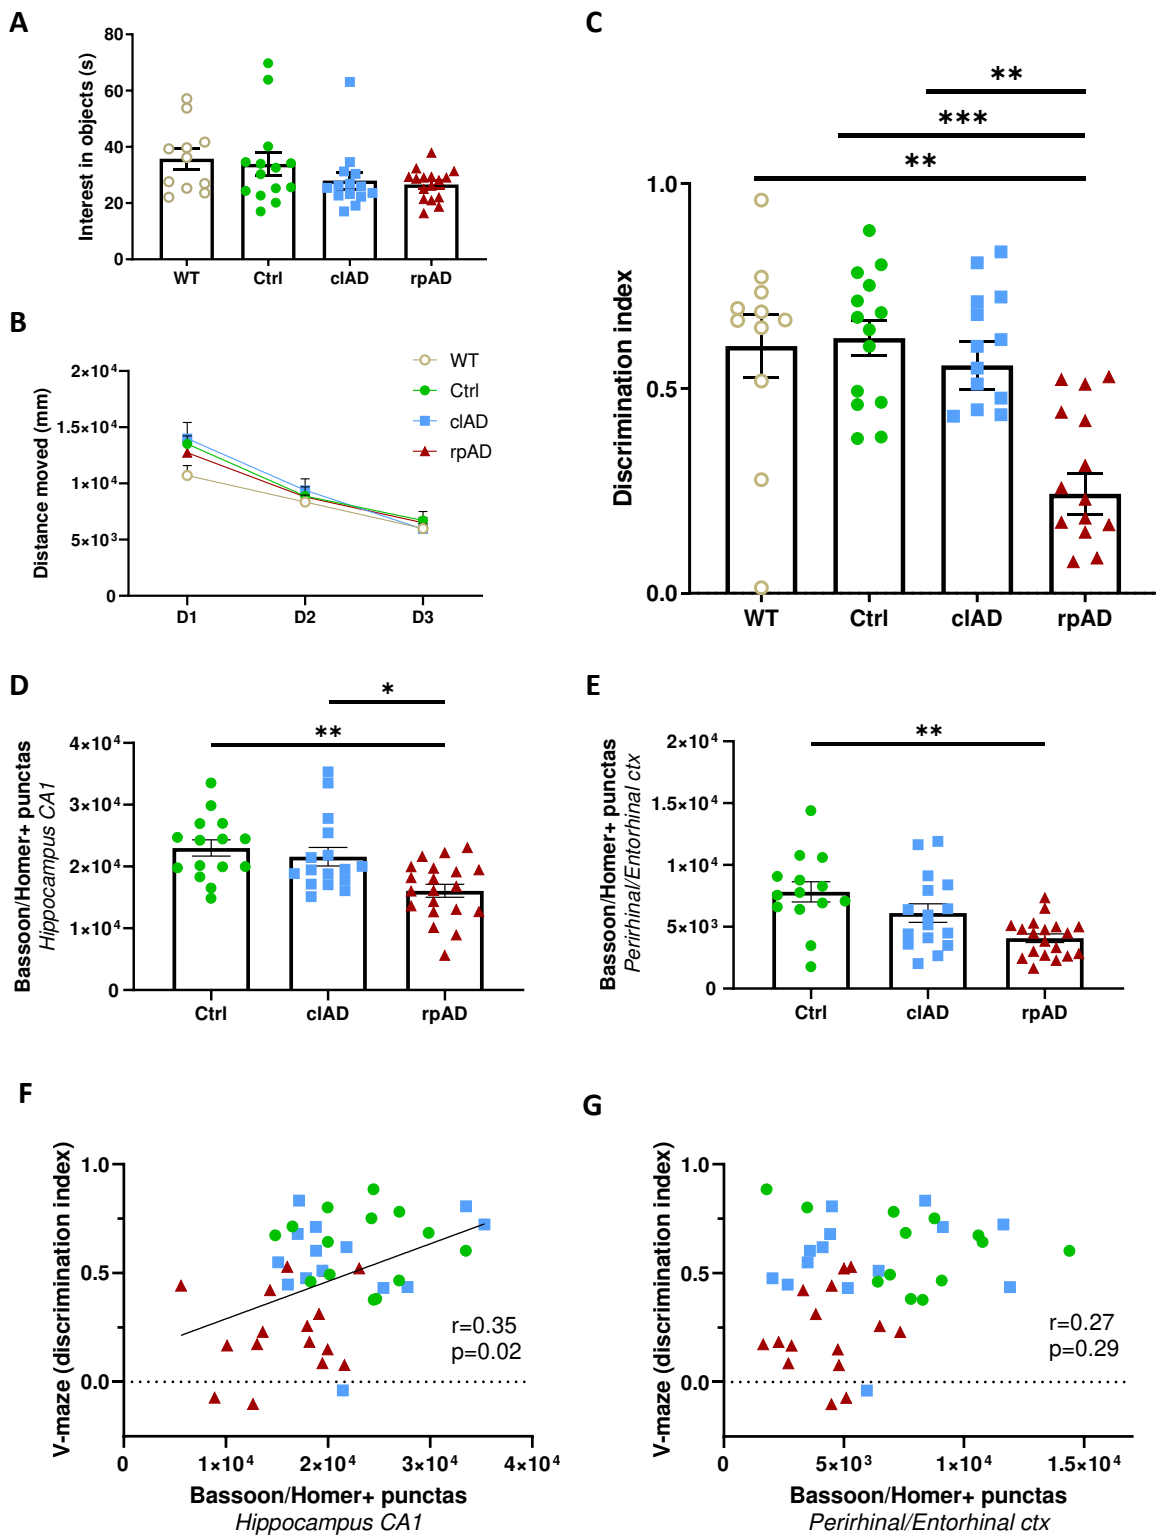 A
Interest in objects (s)
80
60
40
20
0
WT
Ctrl
clAD
rpAD
B
Distance moved (mm)
2×10⁴
1.5×10⁴
1×10⁴
5×10³
0
D1
D2
D3
WT
Ctrl
clAD
rpAD
C
Discrimination index
**
***
**
1.0
0.5
0.0
WT
Ctrl
clAD
rpAD
D
Bassoon/Homer+ punctas
Hippocampus CA1
*
**
4×10⁴
3×10⁴
2×10⁴
1×10⁴
0
Ctrl
clAD
rpAD
E
Bassoon/Homer+ punctas
Perirhinal/Entorhinal ctx
**
2×10⁴
1.5×10⁴
1×10⁴
5×10³
0
Ctrl
clAD
rpAD
F
V-maze (discrimination index)
1.0
0.5
0.0
r=0.35
p=0.02
0
1×10⁴
2×10⁴
3×10⁴
4×10⁴
Bassoon/Homer+ punctas
Hippocampus CA1
G
V-maze (discrimination index)
1.0
0.5
0.0
r=0.27
p=0.29
0
5×10³
1×10⁴
1.5×10⁴
Bassoon/Homer+ punctas
Perirhinal/Entorhinal ctx